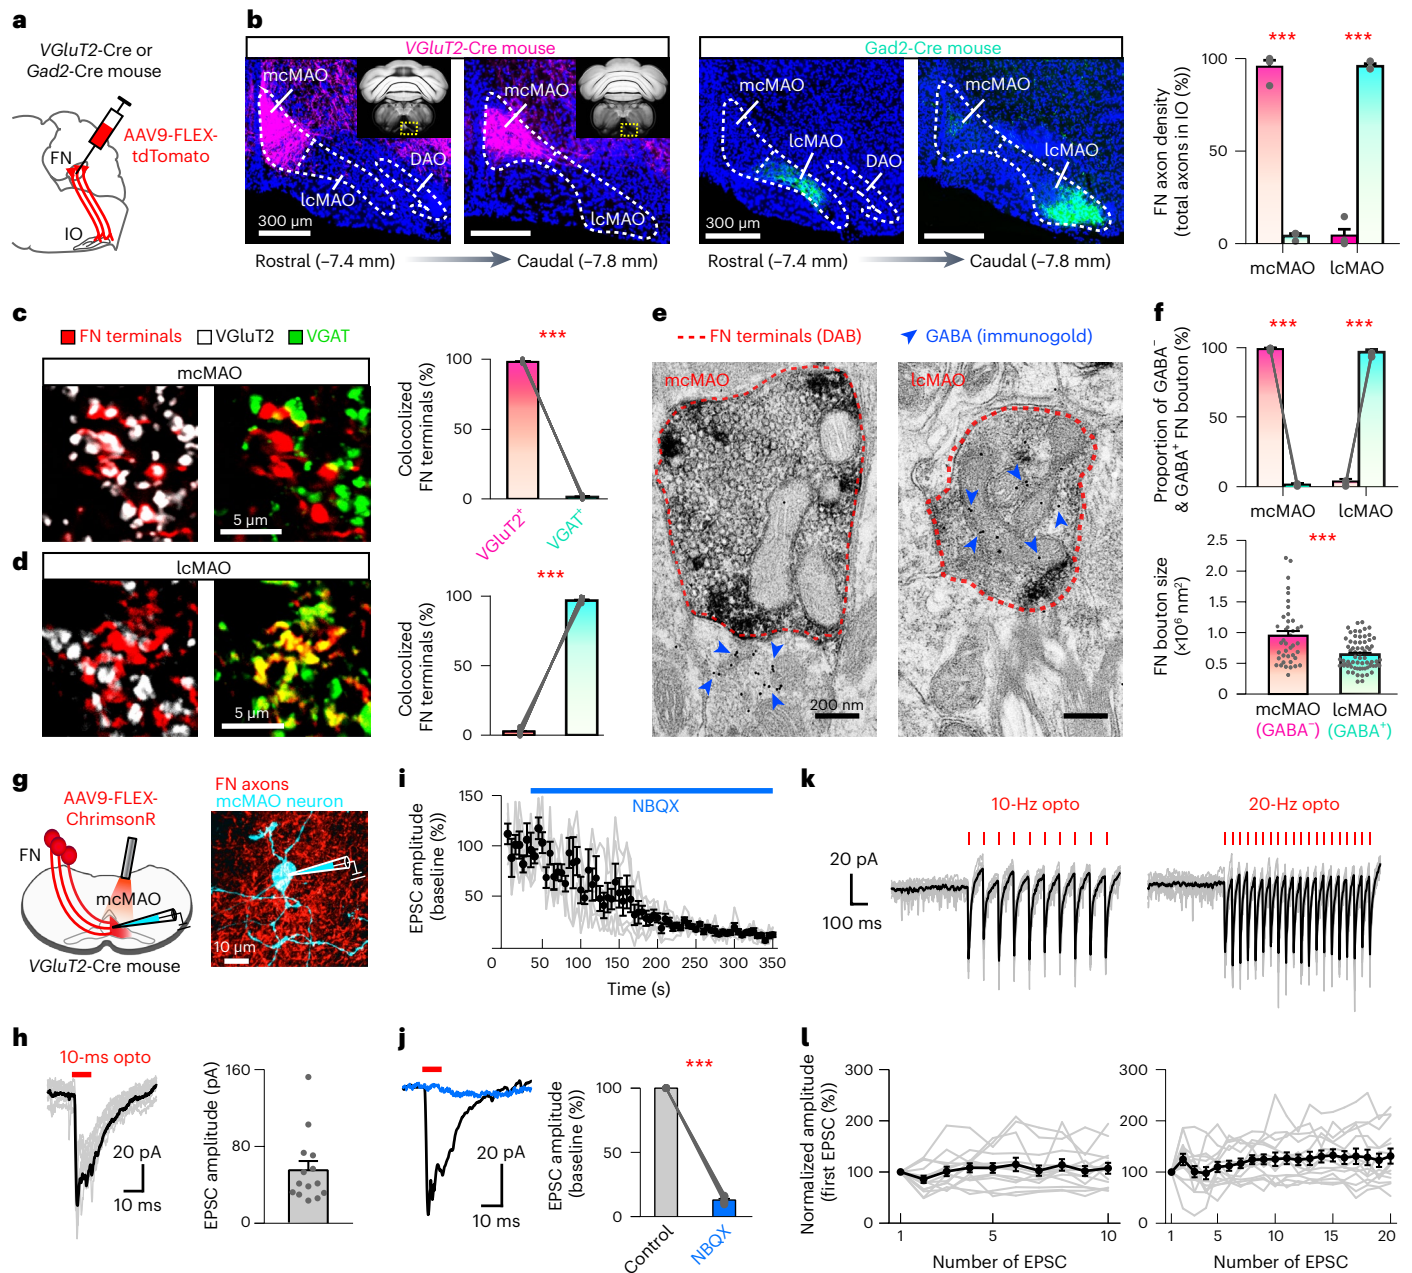 a
VGluT2-Cre or
Gad2-Cre mouse
AAV9-FLEX-
tdTomato
FN
IO
b
VGluT2-Cre mouse
mcMAO
mcMAO
DAO
lcMAO
lcMAO
300 µm
Rostral (–7.4 mm)
Caudal (–7.8 mm)
Gad2-Cre mouse
mcMAO
mcMAO
lcMAO
lcMAO
DAO
300 µm
Rostral (–7.4 mm)
Caudal (–7.8 mm)
FN axon density
(total axons in IO (%))
100
50
0
***
***
mcMAO
lcMAO
c
FN terminals
VGluT2
VGAT
mcMAO
5 µm
Colocolized
FN terminals (%)
100
50
0
***
VGluT2+
VGAT+
d
lcMAO
5 µm
Colocolized
FN terminals (%)
100
50
0
***
e
FN terminals (DAB)
GABA (immunogold)
mcMAO
lcMAO
200 nm
f
Proportion of GABA–
& GABA+ FN bouton (%)
100
50
0
***
***
mcMAO
lcMAO
FN bouton size
(×10⁶ nm²)
2.5
2.0
1.5
1.0
0.5
0
***
mcMAO
(GABA–)
lcMAO
(GABA+)
g
AAV9-FLEX-
ChrimsonR
FN
mcMAO
VGluT2-Cre mouse
FN axons
mcMAO neuron
10 µm
h
10-ms opto
20 pA
10 ms
EPSC amplitude (pA)
160
80
0
i
EPSC amplitude
(baseline (%))
150
100
50
NBQX
0 50 100 150 200 250 300 350
Time (s)
j
20 pA
10 ms
EPSC amplitude
(baseline (%))
100
50
0
***
Control
NBQX
k
10-Hz opto
20-Hz opto
20 pA
100 ms
l
Normalized amplitude
(first EPSC (%))
300
200
100
0
1 5 10
Number of EPSC
300
200
100
0
1 5 10 15 20
Number of EPSC